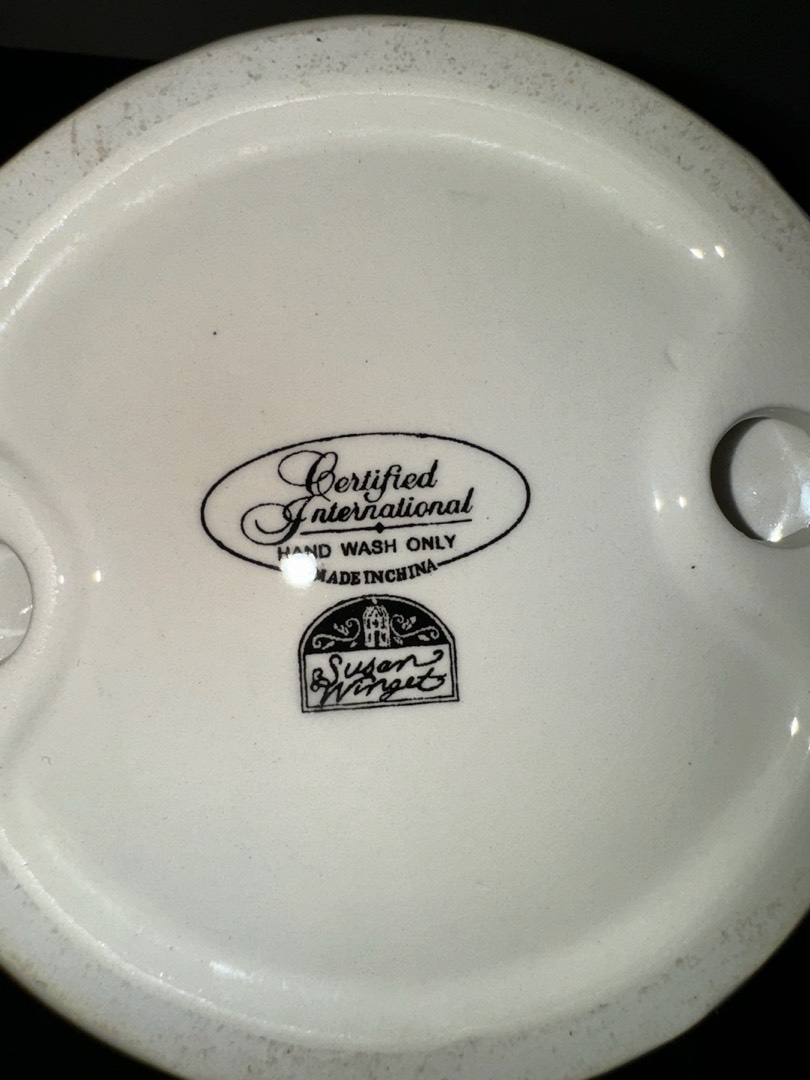 Certified
International
HAND WASH ONLY
MADE IN CHINA
Susan
Winget